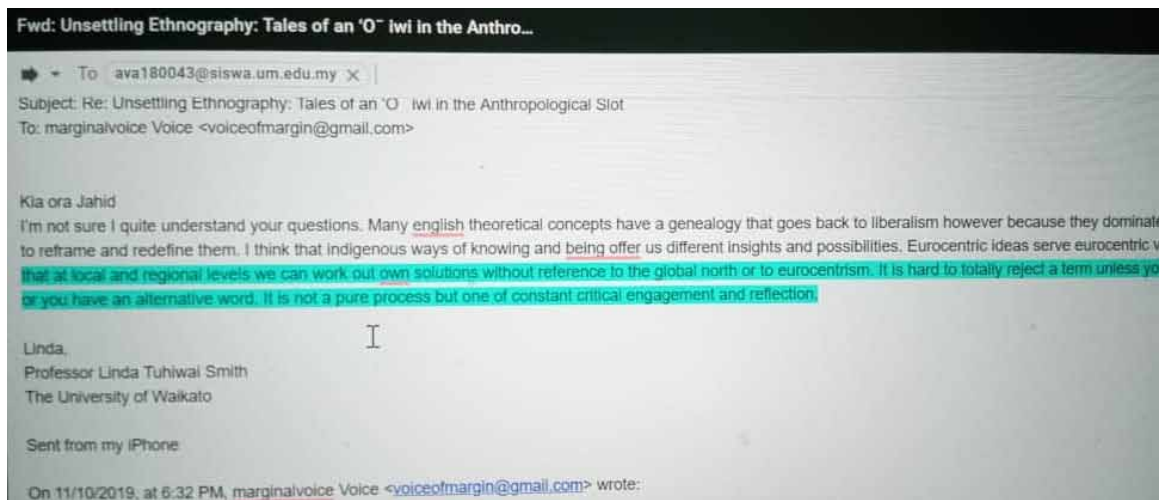 Fwd: Unsettling Ethnography: Tales of an 'O¯ iwi in the Anthro...
To ava180043@siswa.um.edu.my ×
Subject: Re: Unsettling Ethnography: Tales of an 'O iwi in the Anthropological Slot
To: marginalvoice Voice <voiceofmargin@gmail.com>
Kia ora Jahid
I'm not sure I quite understand your questions. Many english theoretical concepts have a genealogy that goes back to liberalism however because they dominate
to reframe and redefine them. I think that indigenous ways of knowing and being offer us different insights and possibilities. Eurocentric ideas serve eurocentric
that at local and regional levels we can work out own solutions without reference to the global north or to eurocentrism. It is hard to totally reject a term unless
or you have an alternative word. It is not a pure process but one of constant critical engagement and reflection.
Linda,
Professor Linda Tuhiwai Smith
The University of Waikato
Sent from my iPhone
On 11/10/2019, at 6:32 PM, marginalvoice Voice <voiceofmargin@gmail.com> wrote: